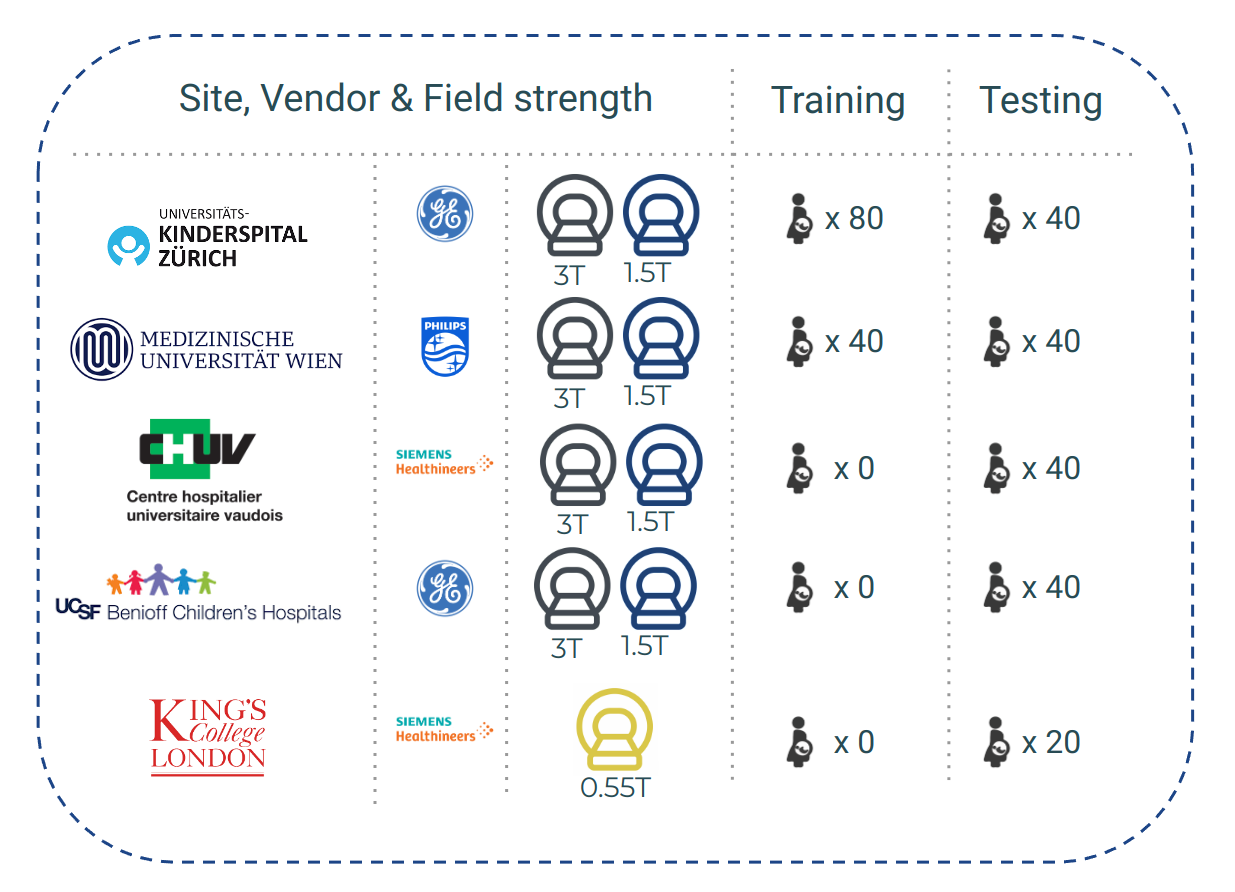 Site, Vendor & Field strength
Training
Testing
UNIVERSITÄTS-
KINDERSPITAL
ZÜRICH
GE
3T
1.5T
x 80
x 40
MEDIZINISCHE
UNIVERSITÄT WIEN
PHILIPS
3T
1.5T
x 40
x 40
CHUV
Centre hospitalier
universitaire vaudois
SIEMENS
Healthineers
3T
1.5T
x 0
x 40
UCSF Benioff Children's Hospitals
GE
3T
1.5T
x 0
x 40
KING'S
College
LONDON
SIEMENS
Healthineers
0.55T
x 0
x 20